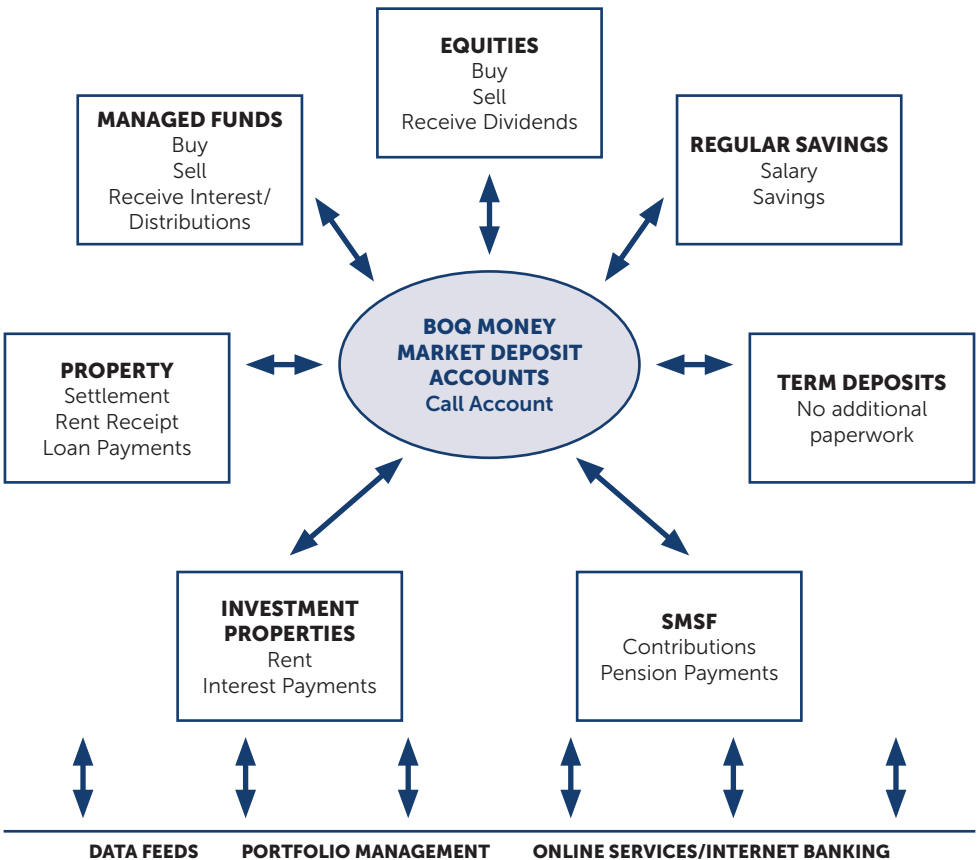 EQUITIES
Buy
Sell
Receive Dividends
MANAGED FUNDS
Buy
Sell
Receive Interest/
Distributions
REGULAR SAVINGS
Salary
Savings
BOQ MONEY
MARKET DEPOSIT
ACCOUNTS
Call Account
PROPERTY
Settlement
Rent Receipt
Loan Payments
TERM DEPOSITS
No additional
paperwork
INVESTMENT
PROPERTIES
Rent
Interest Payments
SMSF
Contributions
Pension Payments
DATA FEEDS PORTFOLIO MANAGEMENT ONLINE SERVICES/INTERNET BANKING